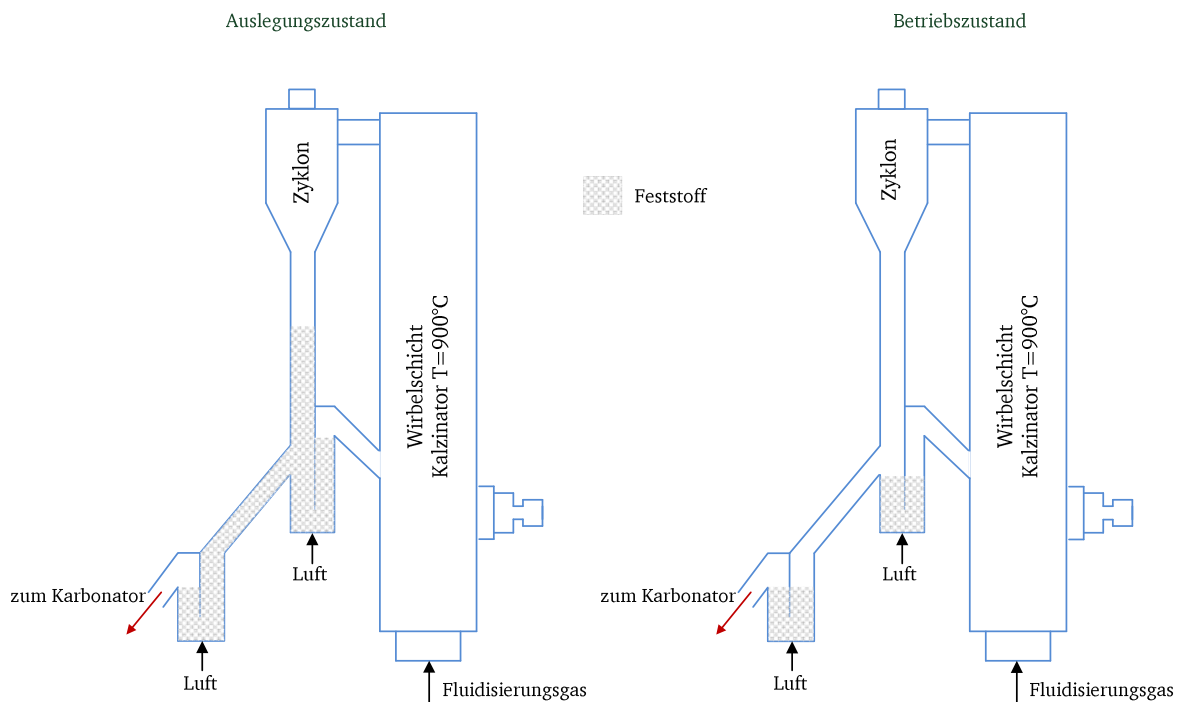 Auslegungszustand
Betriebszustand
Zyklon
Zyklon
Feststoff
Wirbelschicht
Kalzinator T=900°C
Wirbelschicht
Kalzinator T=900°C
Luft
Luft
zum Karbonator
zum Karbonator
Luft
Luft
Fluidisierungsgas
Fluidisierungsgas